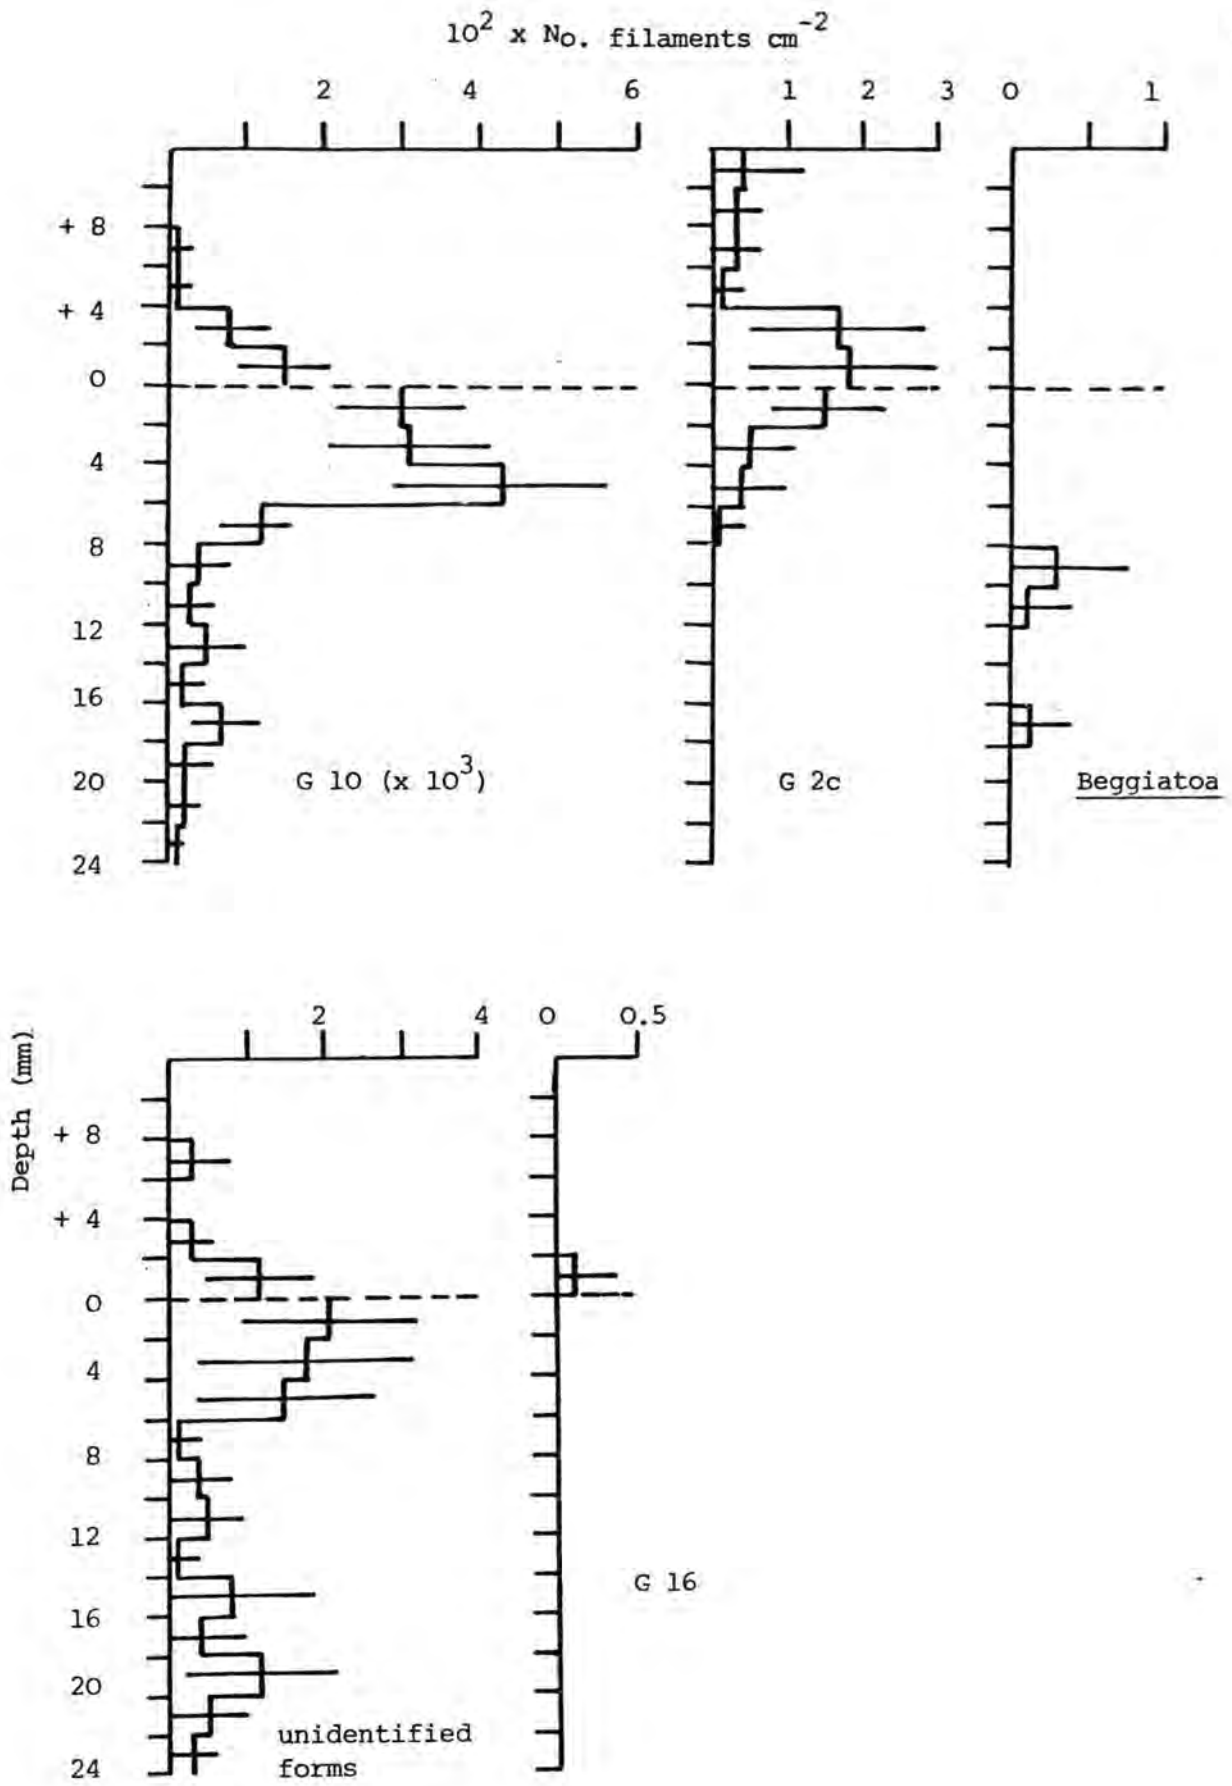 10² x No. filaments cm⁻²
2 4 6 1 2 3 0 1
+ 8
+ 4
0
4
8
12
16
20
24
G 10 (x 10³)
G 2c
Beggiatoa
2 4 0 0.5
Depth (mm)
+ 8
+ 4
0
4
8
12
16
20
24
G 16
unidentified
forms